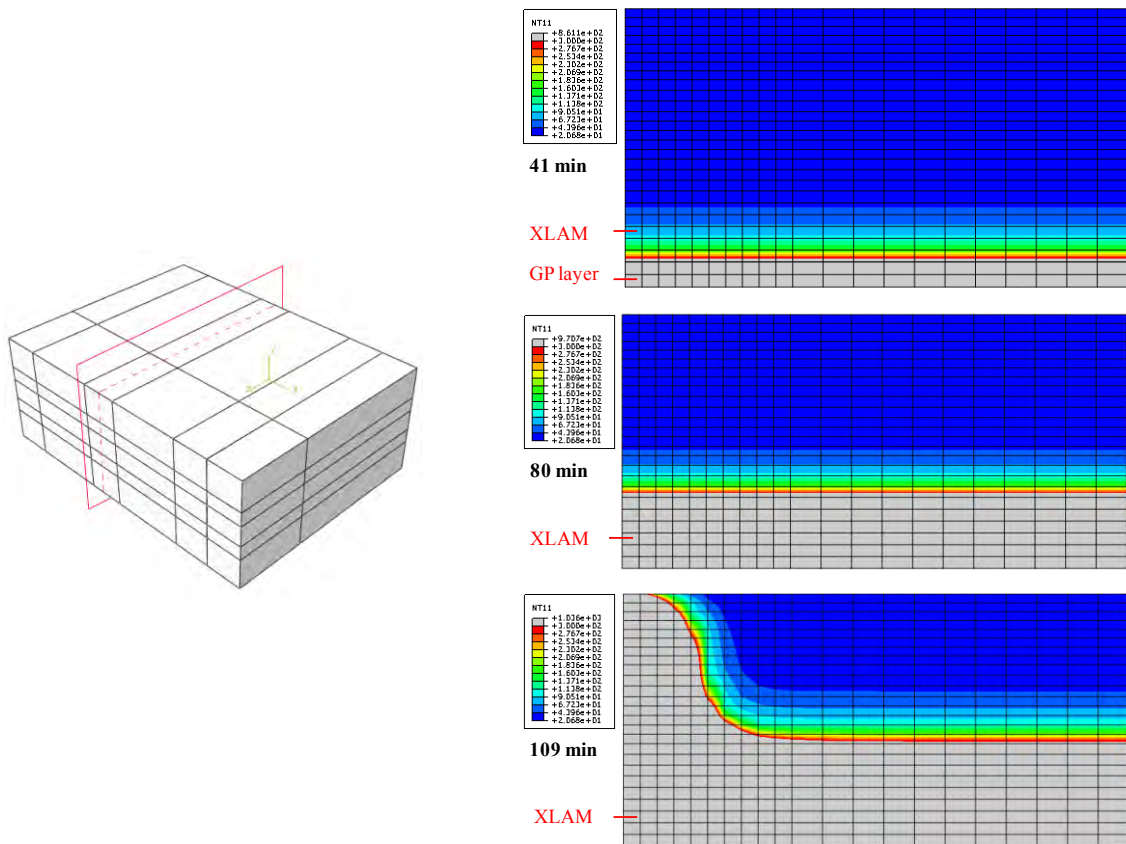 NT11
+8.611e+02
+3.000e+02
+2.767e+02
+2.534e+02
+2.302e+02
+2.069e+02
+1.836e+02
+1.603e+02
+1.371e+02
+1.138e+02
+9.051e+01
+6.723e+01
+4.396e+01
+2.068e+01
41 min
XLAM
GP layer
NT11
+9.707e+02
+3.000e+02
+2.767e+02
+2.534e+02
+2.302e+02
+2.069e+02
+1.836e+02
+1.603e+02
+1.371e+02
+1.138e+02
+9.051e+01
+6.723e+01
+4.396e+01
+2.068e+01
80 min
XLAM
NT11
+1.036e+03
+3.000e+02
+2.767e+02
+2.534e+02
+2.302e+02
+2.069e+02
+1.836e+02
+1.603e+02
+1.371e+02
+1.138e+02
+9.051e+01
+6.723e+01
+4.396e+01
+2.068e+01
109 min
XLAM